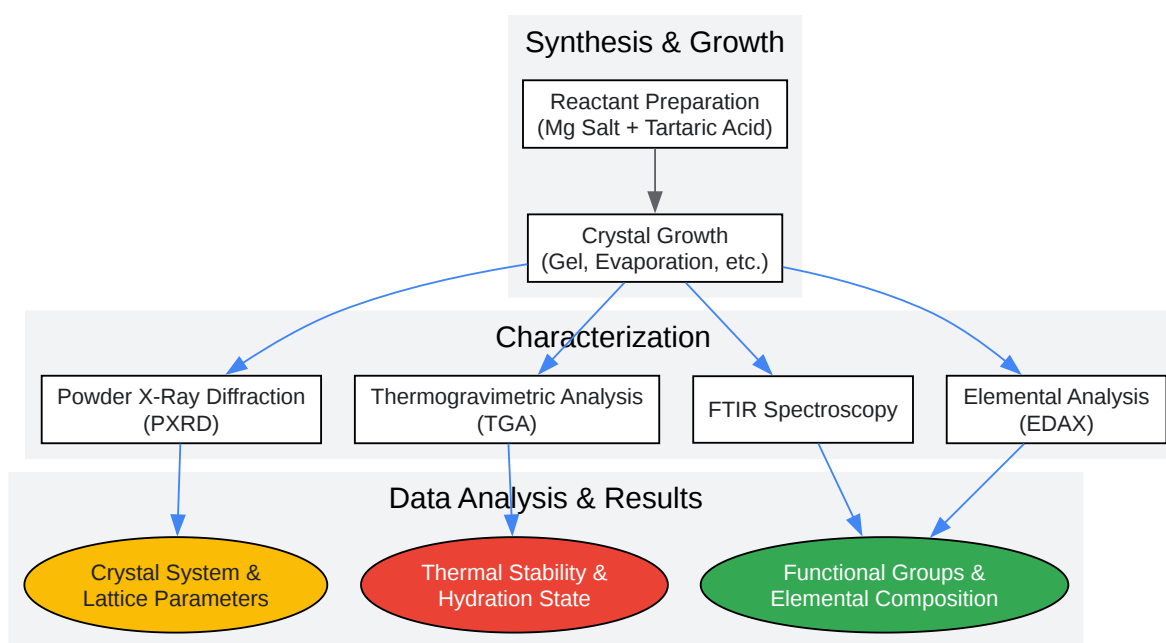 Synthesis & Growth
Reactant Preparation
(Mg Salt + Tartaric Acid)
Crystal Growth
(Gel, Evaporation, etc.)
Characterization
Powder X-Ray Diffraction
(PXRD)
Thermogravimetric Analysis
(TGA)
FTIR Spectroscopy
Elemental Analysis
(EDAX)
Data Analysis & Results
Crystal System &
Lattice Parameters
Thermal Stability &
Hydration State
Functional Groups &
Elemental Composition